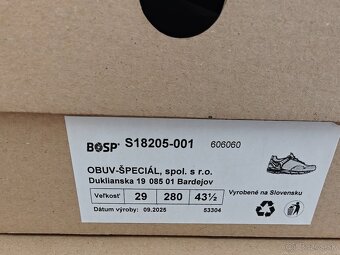 BOSP® S18205-001 606060
OBUV-ŠPECIÁL, spol. s r.o.
Duklianska 19 085 01 Bardejov
Veľkosť 29 280 43½
Vyrobené na Slovensku
Dátum výroby: 09.2025 53304